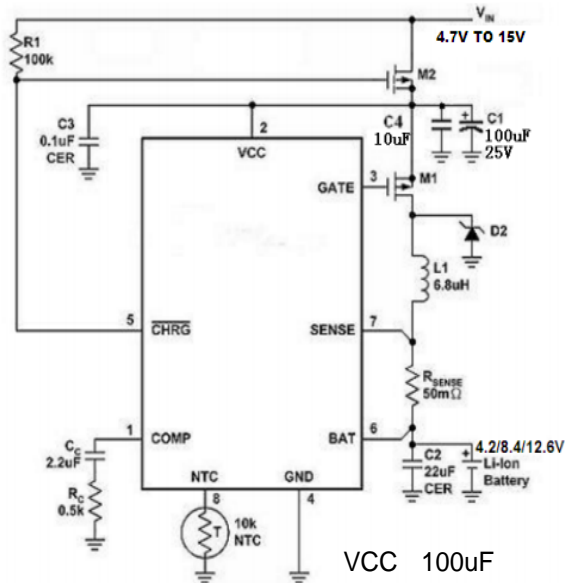 V_IN
4.7V TO 15V
R1
100k
M2
C3
0.1uF
CER
2
VCC
C4
10uF
+
C1
100uF
25V
GATE
3
M1
D2
L1
6.8uH
5
CHRG
SENSE
7
R_SENSE
50mΩ
1
COMP
BAT
6
C_C
2.2uF
R_C
0.5k
C2
22uF
CER
+
4.2/8.4/12.6V
Li-Ion
Battery
NTC
GND
8
4
T
10k
NTC
VCC 100uF